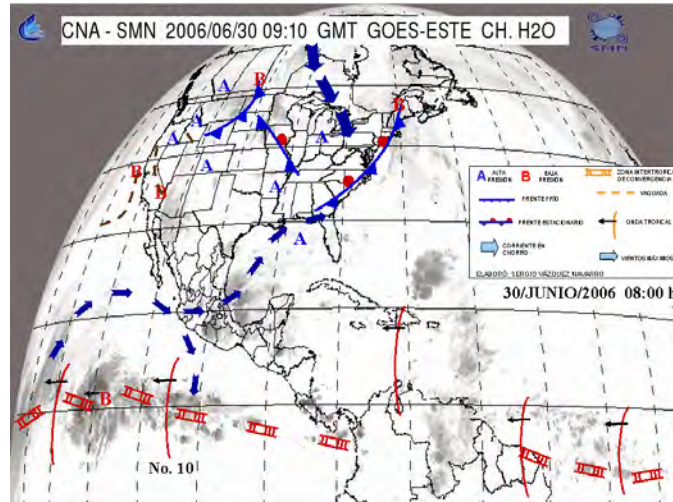 CNA - SMN 2006/06/30 09:10 GMT GOES-ESTE CH. H2O
SMN
A
B
A
A
B
A
A
A
B
B
A
A
A ALTA PRESIÓN
B BAJA PRESIÓN
ZONA INTERTROPICAL DE CONVERGENCIA
VAGUADA
FRENTE FRÍO
FRENTE ESTACIONARIO
ONDA TROPICAL
CORRIENTE EN CHORRO
VIENTOS MÁXIMOS
ELABORÓ: SERGIO VÁZQUEZ NAVARRO
30/JUNIO/2006 08:00 h
B
No. 10